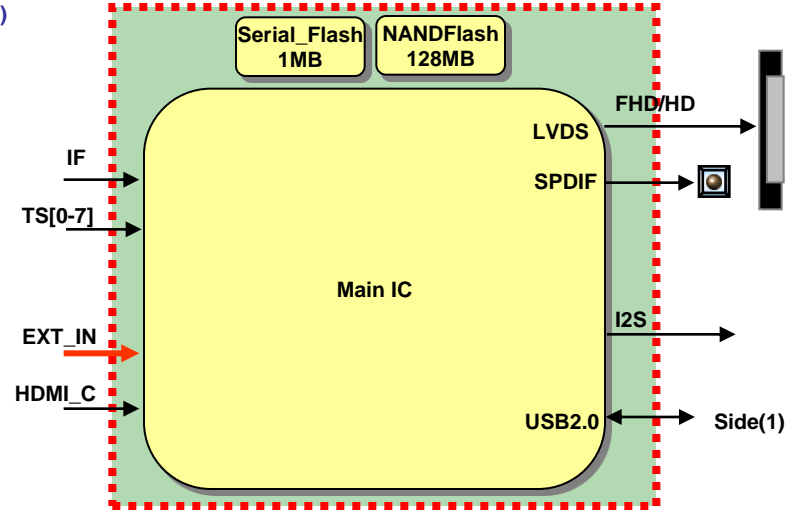 )
Serial_Flash
1MB
NANDFlash
128MB
FHD/HD
LVDS
IF
SPDIF
TS[0-7]
Main IC
I2S
EXT_IN
HDMI_C
USB2.0
Side(1)